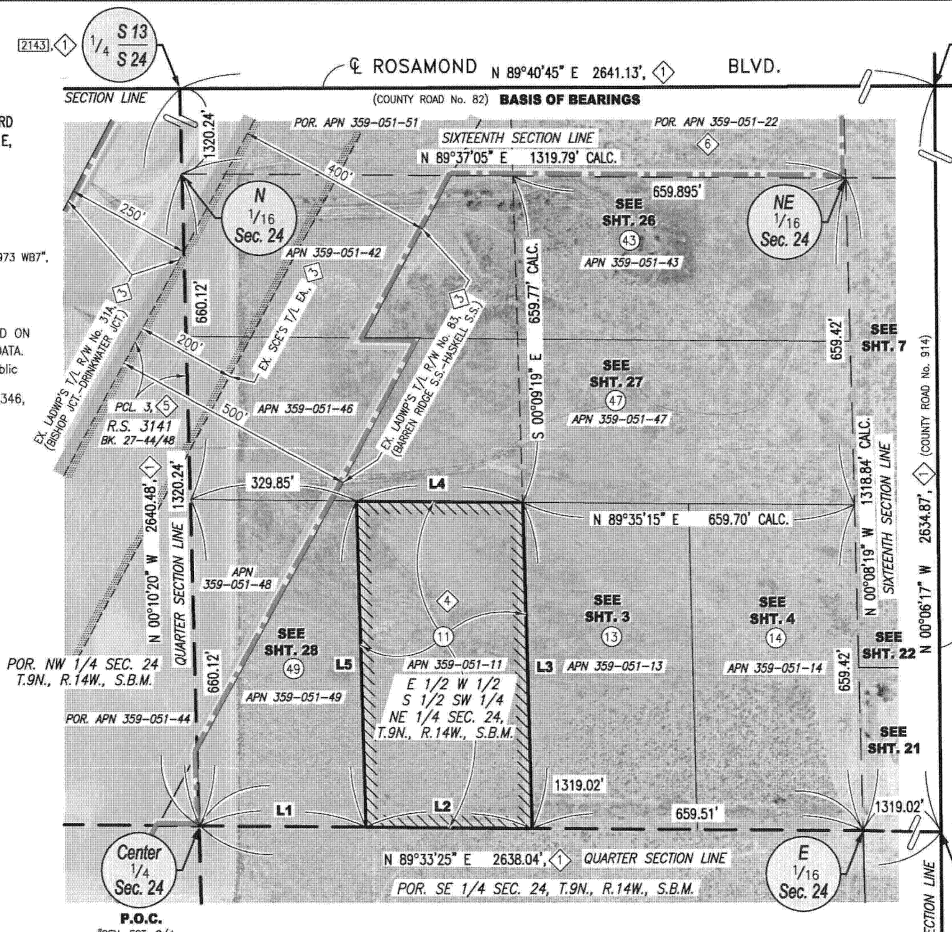 2143, 1
1/4 S 13
S 24
℄ ROSAMOND N 89°40'45" E 2641.13', 1 BLVD.
SECTION LINE
(COUNTY ROAD No. 82) BASIS OF BEARINGS
RD
E,
1320.24'
POR. APN 359-051-51
POR. APN 359-051-22
SIXTEENTH SECTION LINE
6
N 89°37'05" E 1319.79' CALC.
400'
659.895'
250'
N
1/16
Sec. 24
NE
1/16
Sec. 24
SEE
SHT. 26
43
APN 359-051-43
973 WB7",
APN 359-051-42
EX. LADWP'S T/L R/W No. 31A, 3
(BISHOP JCT.-DRINKWATER JCT.)
660.12'
EX. SCE'S T/L EA, 3
EX. LADWP'S T/L R/W No. 83, 3
(BARREN RIDGE S.S.-HASKELL S.S.)
S 00°09'19" E 659.77' CALC.
D ON
DATA.
blic
346,
200'
659.42'
SEE
SHT. 7
SEE
SHT. 27
47
APN 359-051-47
500'
PCL. 3, 5
R.S. 3141
BK. 27-44/48
APN 359-051-46
N 00°10'20" W 2640.48', 1
QUARTER SECTION LINE 1320.24'
329.85'
L4
N 89°35'15" E 659.70' CALC.
N 00°08'19" W 1318.84' CALC.
SIXTEENTH SECTION LINE
N 00°06'17" W 2634.87', 1 (COUNTY ROAD No. 914)
APN
359-051-48
4
11
APN 359-051-11
E 1/2 W 1/2
S 1/2 SW 1/4
NE 1/4 SEC. 24,
T.9N., R.14W., S.B.M.
SEE
SHT. 28
49
APN 359-051-49
L5
L3
SEE
SHT. 3
13
APN 359-051-13
SEE
SHT. 4
14
APN 359-051-14
SEE
SHT. 22
659.42'
POR. NW 1/4 SEC. 24
T.9N., R.14W., S.B.M.
660.12'
POR. APN 359-051-44
SEE
SHT. 21
1319.02'
L1
L2
659.51'
1319.02'
Center
1/4
Sec. 24
N 89°33'25" E 2638.04', 1 QUARTER SECTION LINE
POR. SE 1/4 SEC. 24, T.9N., R.14W., S.B.M.
E
1/16
Sec. 24
P.O.C.
ECTION LINE